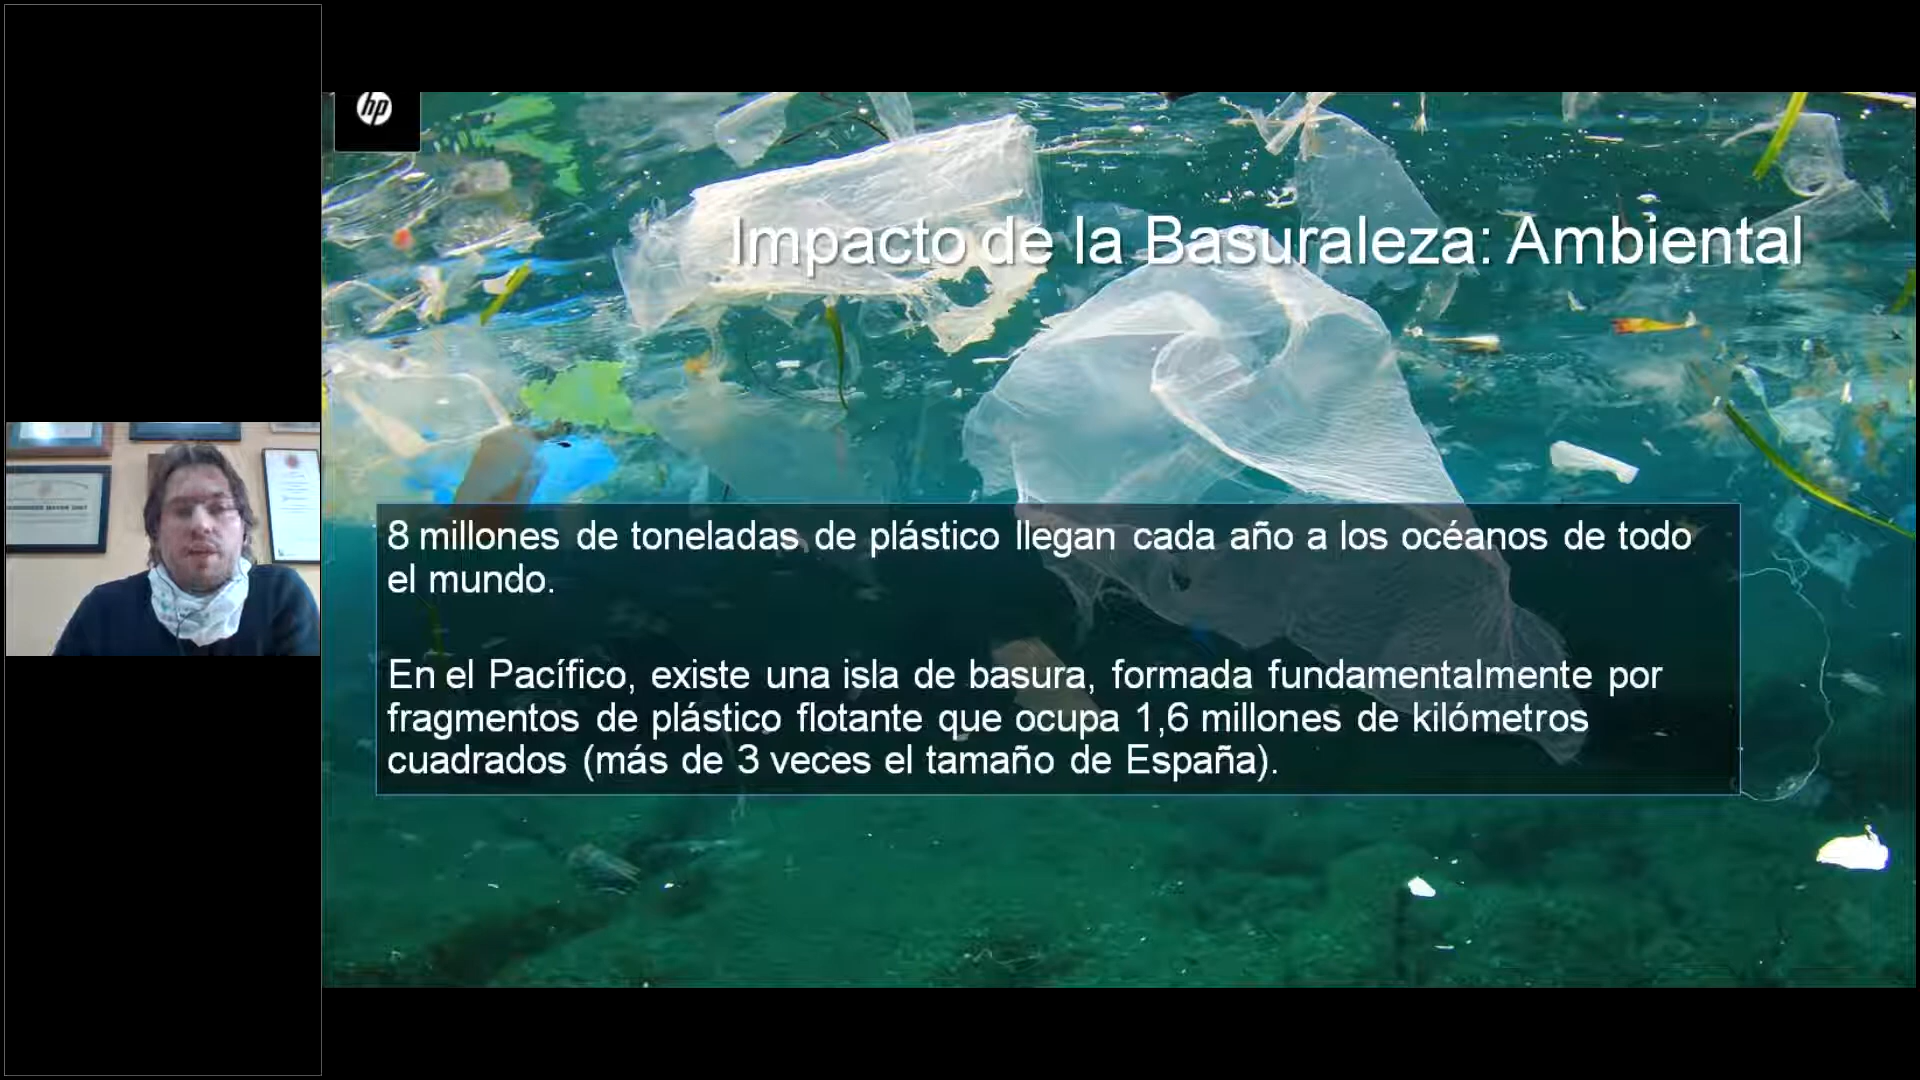 hp
Impacto de la Basuraleza: Ambiental
8 millones de toneladas de plástico llegan cada año a los océanos de todo
el mundo.
En el Pacífico, existe una isla de basura, formada fundamentalmente por
fragmentos de plástico flotante que ocupa 1,6 millones de kilómetros
cuadrados (más de 3 veces el tamaño de España).